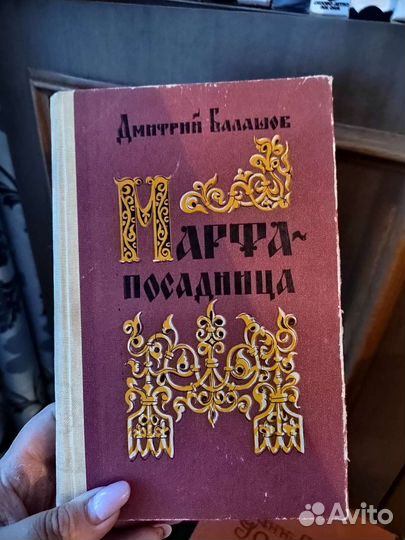 Дмитрий Балашов
Марфа-
посадница
Avito